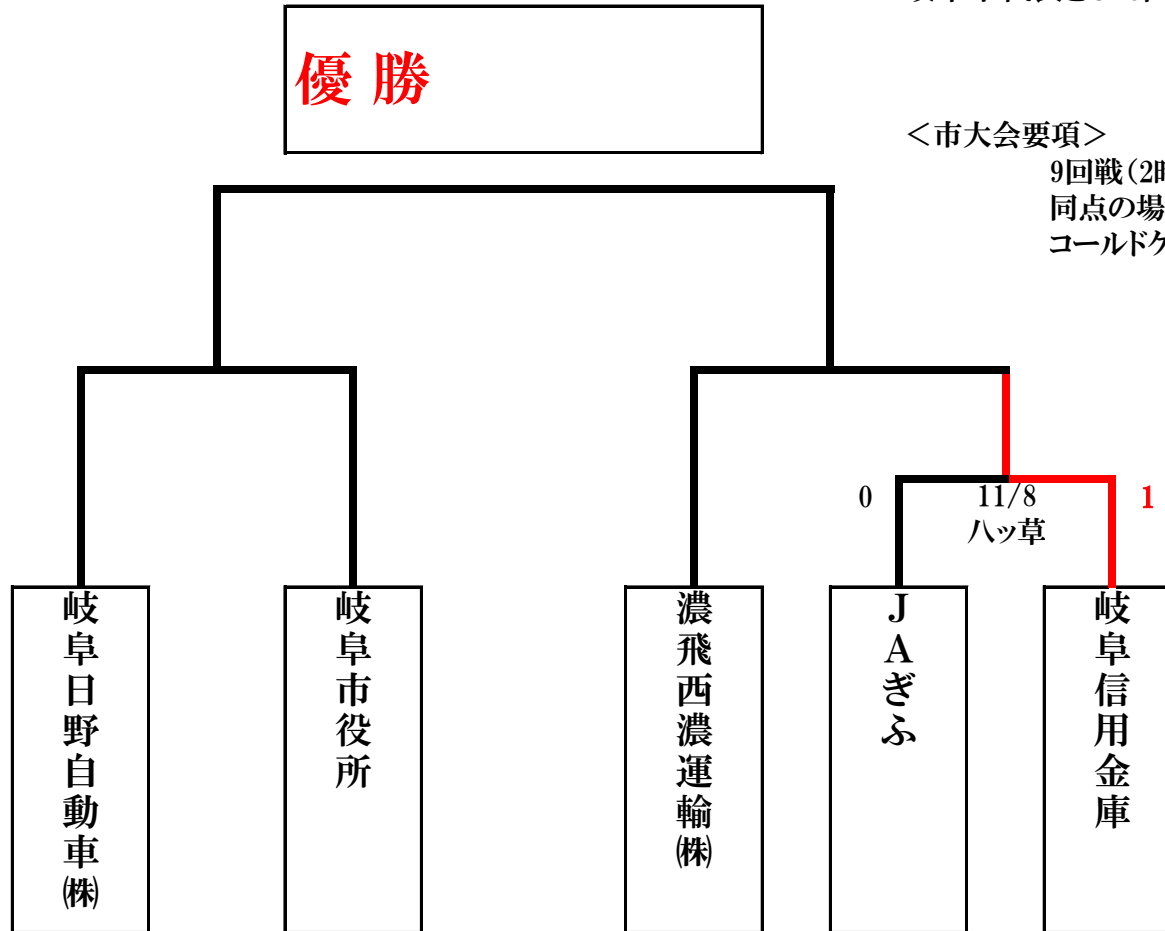 優 勝
＜市大会要項＞
9回戦（2時
同点の場
コールドゲ
0
11/8
1
八ッ草
岐阜日野自動車㈱
岐阜市役所
濃飛西濃運輸㈱
ＪＡぎふ
岐阜信用金庫